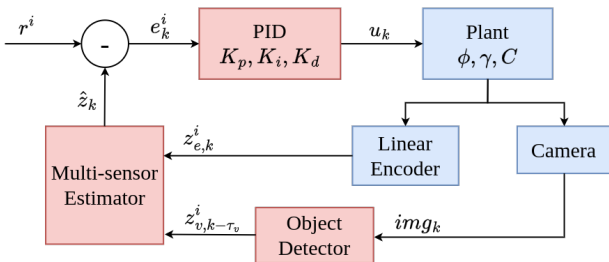 r^i
-
e_k^i
PID
K_p, K_i, K_d
u_k
Plant
ϕ, γ, C
ẑ_k
Multi-sensor
Estimator
z_{e,k}^i
Linear
Encoder
Camera
z_{v,k-τ_v}^i
Object
Detector
img_k